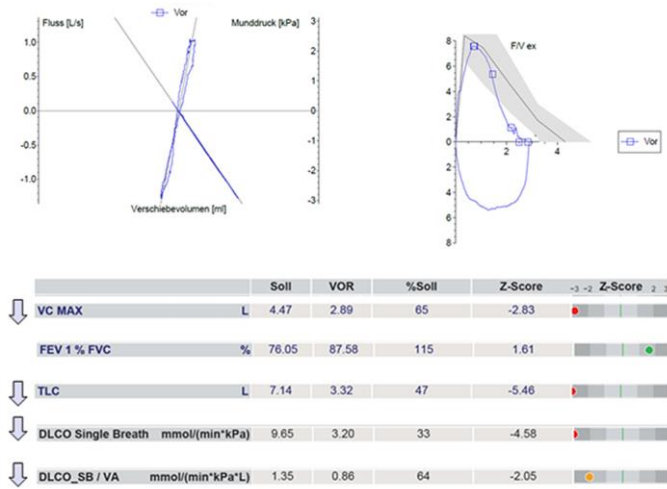 Vor
Fluss [L/s]
Munddruck [kPa]
1.0
0.5
0.0
-0.5
-1.0
3
2
1
0
-1
-2
-3
Verschiebevolumen [ml]
F/V ex
8
6
4
2
0
2
4
6
8
2
4
Vor
Soll VOR %Soll Z-Score -3 -2 Z-Score 2 3
VC MAX L 4.47 2.89 65 -2.83
FEV 1 % FVC % 76.05 87.58 115 1.61
TLC L 7.14 3.32 47 -5.46
DLCO Single Breath mmol/(min*kPa) 9.65 3.20 33 -4.58
DLCO_SB / VA mmol/(min*kPa*L) 1.35 0.86 64 -2.05